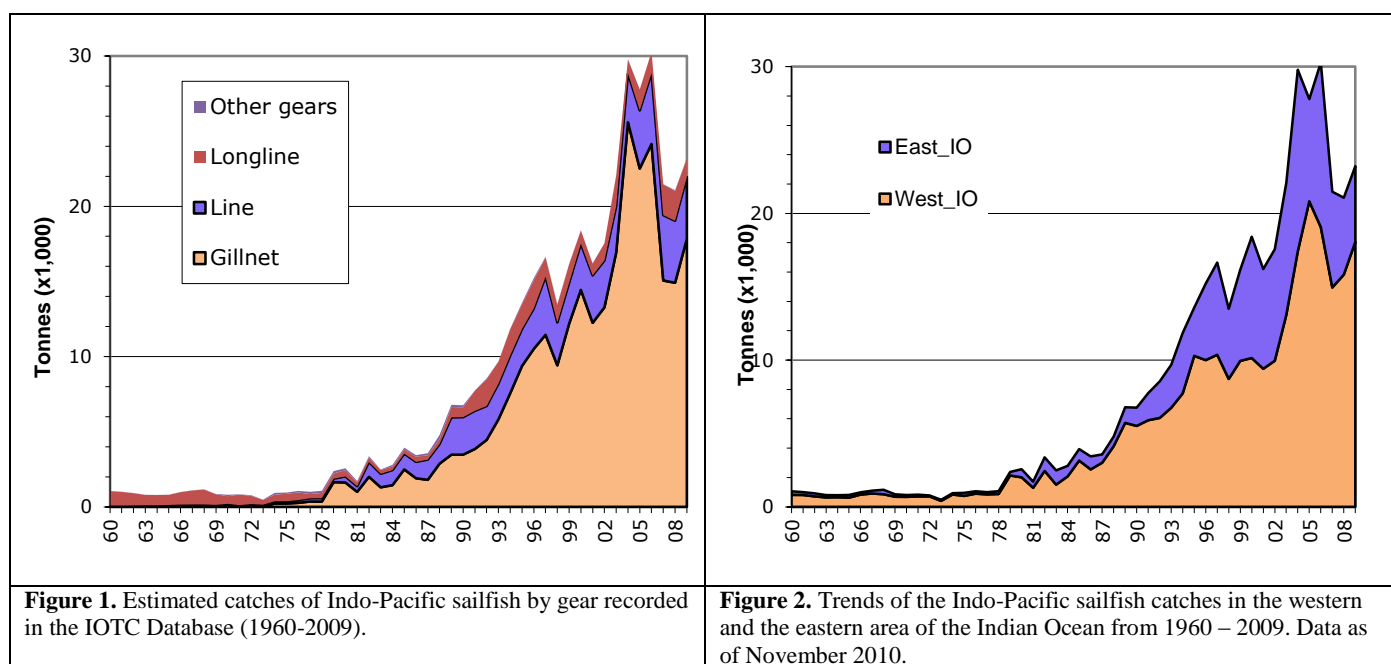 30
20
10
0
Tonnes (x1,000)
Other gears
Longline
Line
Gillnet
60 63 66 69 72 75 78 81 84 87 90 93 96 99 02 05 08
Figure 1. Estimated catches of Indo-Pacific sailfish by gear recorded
in the IOTC Database (1960-2009).
30
20
10
0
Tonnes (x1,000)
East_IO
West_IO
60 63 66 69 72 75 78 81 84 87 90 93 96 99 02 05 08
Figure 2. Trends of the Indo-Pacific sailfish catches in the western
and the eastern area of the Indian Ocean from 1960 – 2009. Data as
of November 2010.